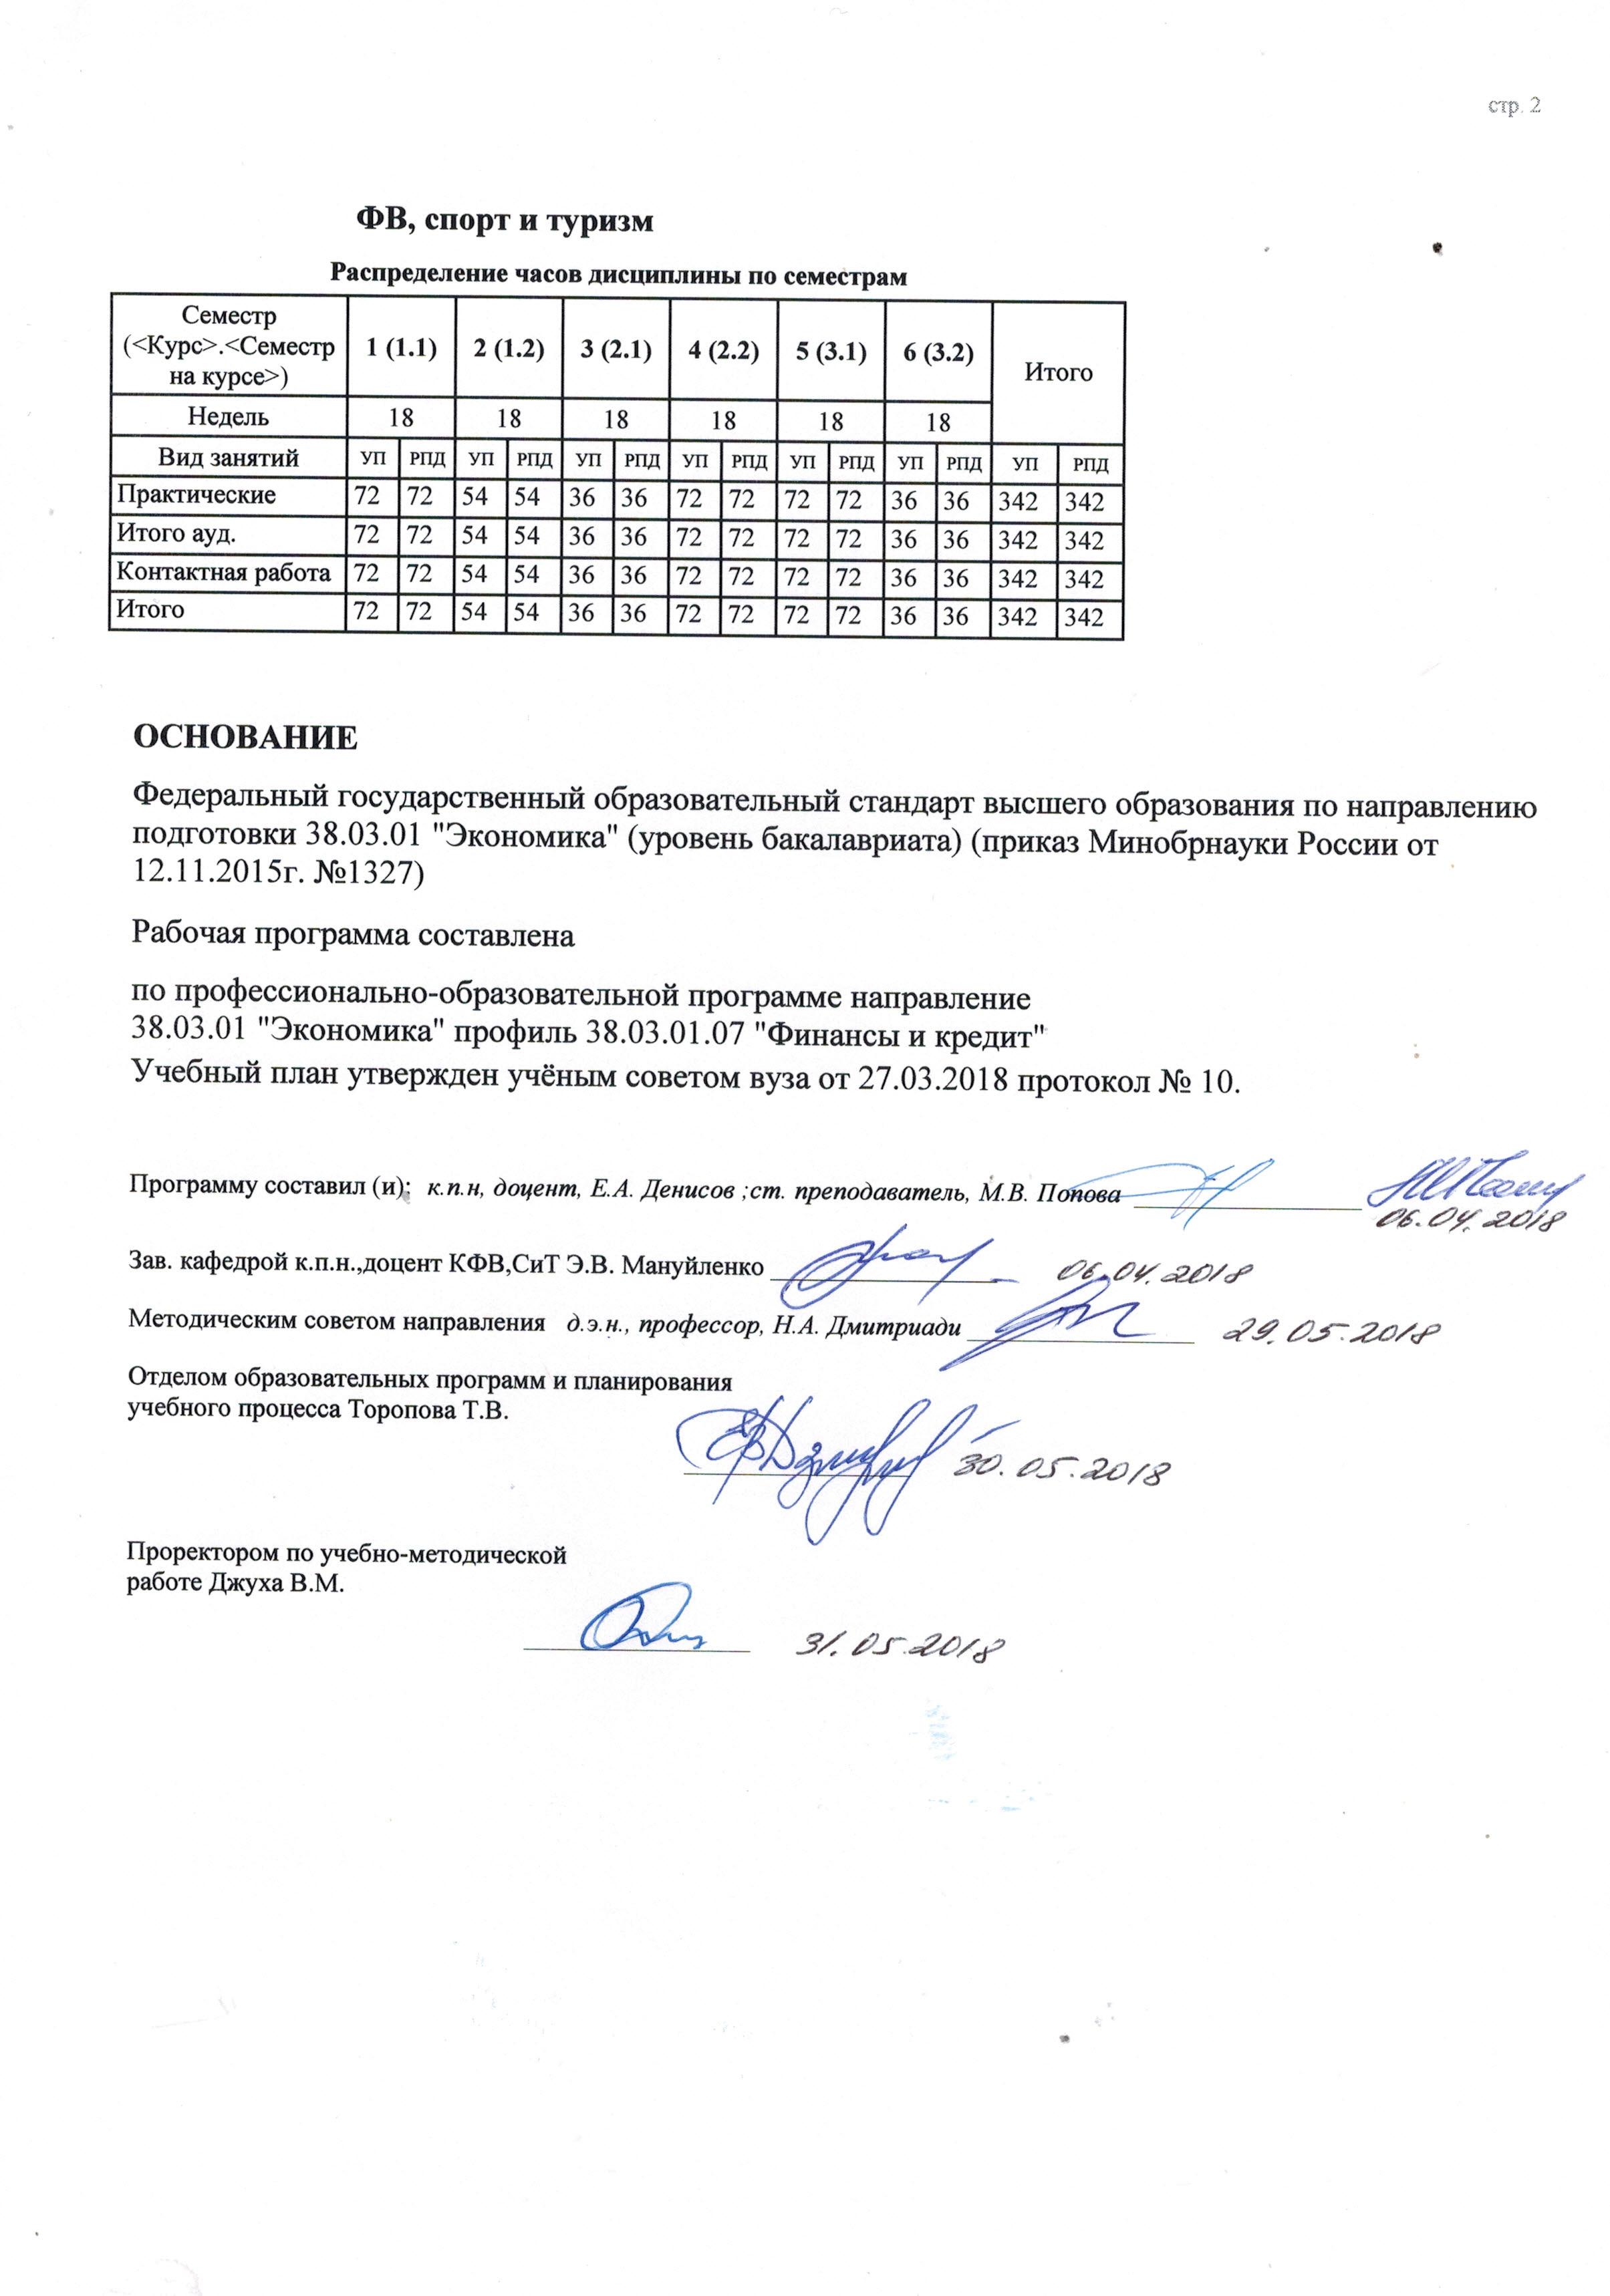 стр. 2
ФВ, спорт и туризм
Распределение часов дисциплины по семестрам
Семестр (<Курс>.<Семестр на курсе>) 1 (1.1) 2 (1.2) 3 (2.1) 4 (2.2) 5 (3.1) 6 (3.2) Итого
Недель 18 18 18 18 18 18
Вид занятий УП РПД УП РПД УП РПД УП РПД УП РПД УП РПД УП РПД
Практические 72 72 54 54 36 36 72 72 72 72 36 36 342 342
Итого ауд. 72 72 54 54 36 36 72 72 72 72 36 36 342 342
Контактная работа 72 72 54 54 36 36 72 72 72 72 36 36 342 342
Итого 72 72 54 54 36 36 72 72 72 72 36 36 342 342
ОСНОВАНИЕ
Федеральный государственный образовательный стандарт высшего образования по направлению
подготовки 38.03.01 "Экономика" (уровень бакалавриата) (приказ Минобрнауки России от
12.11.2015г. №1327)
Рабочая программа составлена
по профессионально-образовательной программе направление
38.03.01 "Экономика" профиль 38.03.01.07 "Финансы и кредит"
Учебный план утвержден учёным советом вуза от 27.03.2018 протокол № 10.
Программу составил (и): к.п.н, доцент, Е.А. Денисов ;ст. преподаватель, М.В. Попова
06.04.2018
Зав. кафедрой к.п.н.,доцент КФВ,СиТ Э.В. Мануйленко 06.04.2018
Методическим советом направления д.э.н., профессор, Н.А. Дмитриади 29.05.2018
Отделом образовательных программ и планирования
учебного процесса Торопова Т.В.
30.05.2018
Проректором по учебно-методической
работе Джуха В.М.
31.05.2018